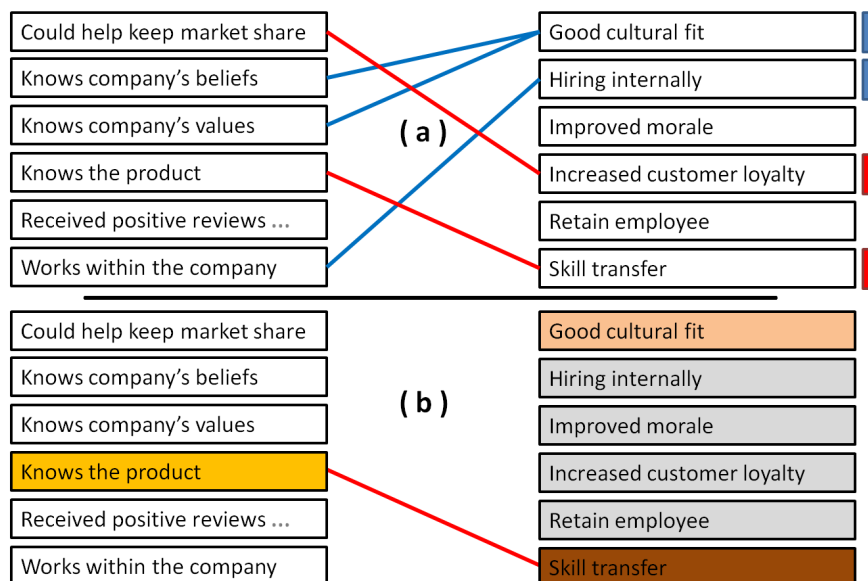 Could help keep market share
Good cultural fit
Knows company's beliefs
Hiring internally
Knows company's values
Improved morale
( a )
Knows the product
Increased customer loyalty
Received positive reviews ...
Retain employee
Works within the company
Skill transfer
Could help keep market share
Good cultural fit
Knows company's beliefs
Hiring internally
( b )
Knows company's values
Improved morale
Knows the product
Increased customer loyalty
Received positive reviews ...
Retain employee
Works within the company
Skill transfer